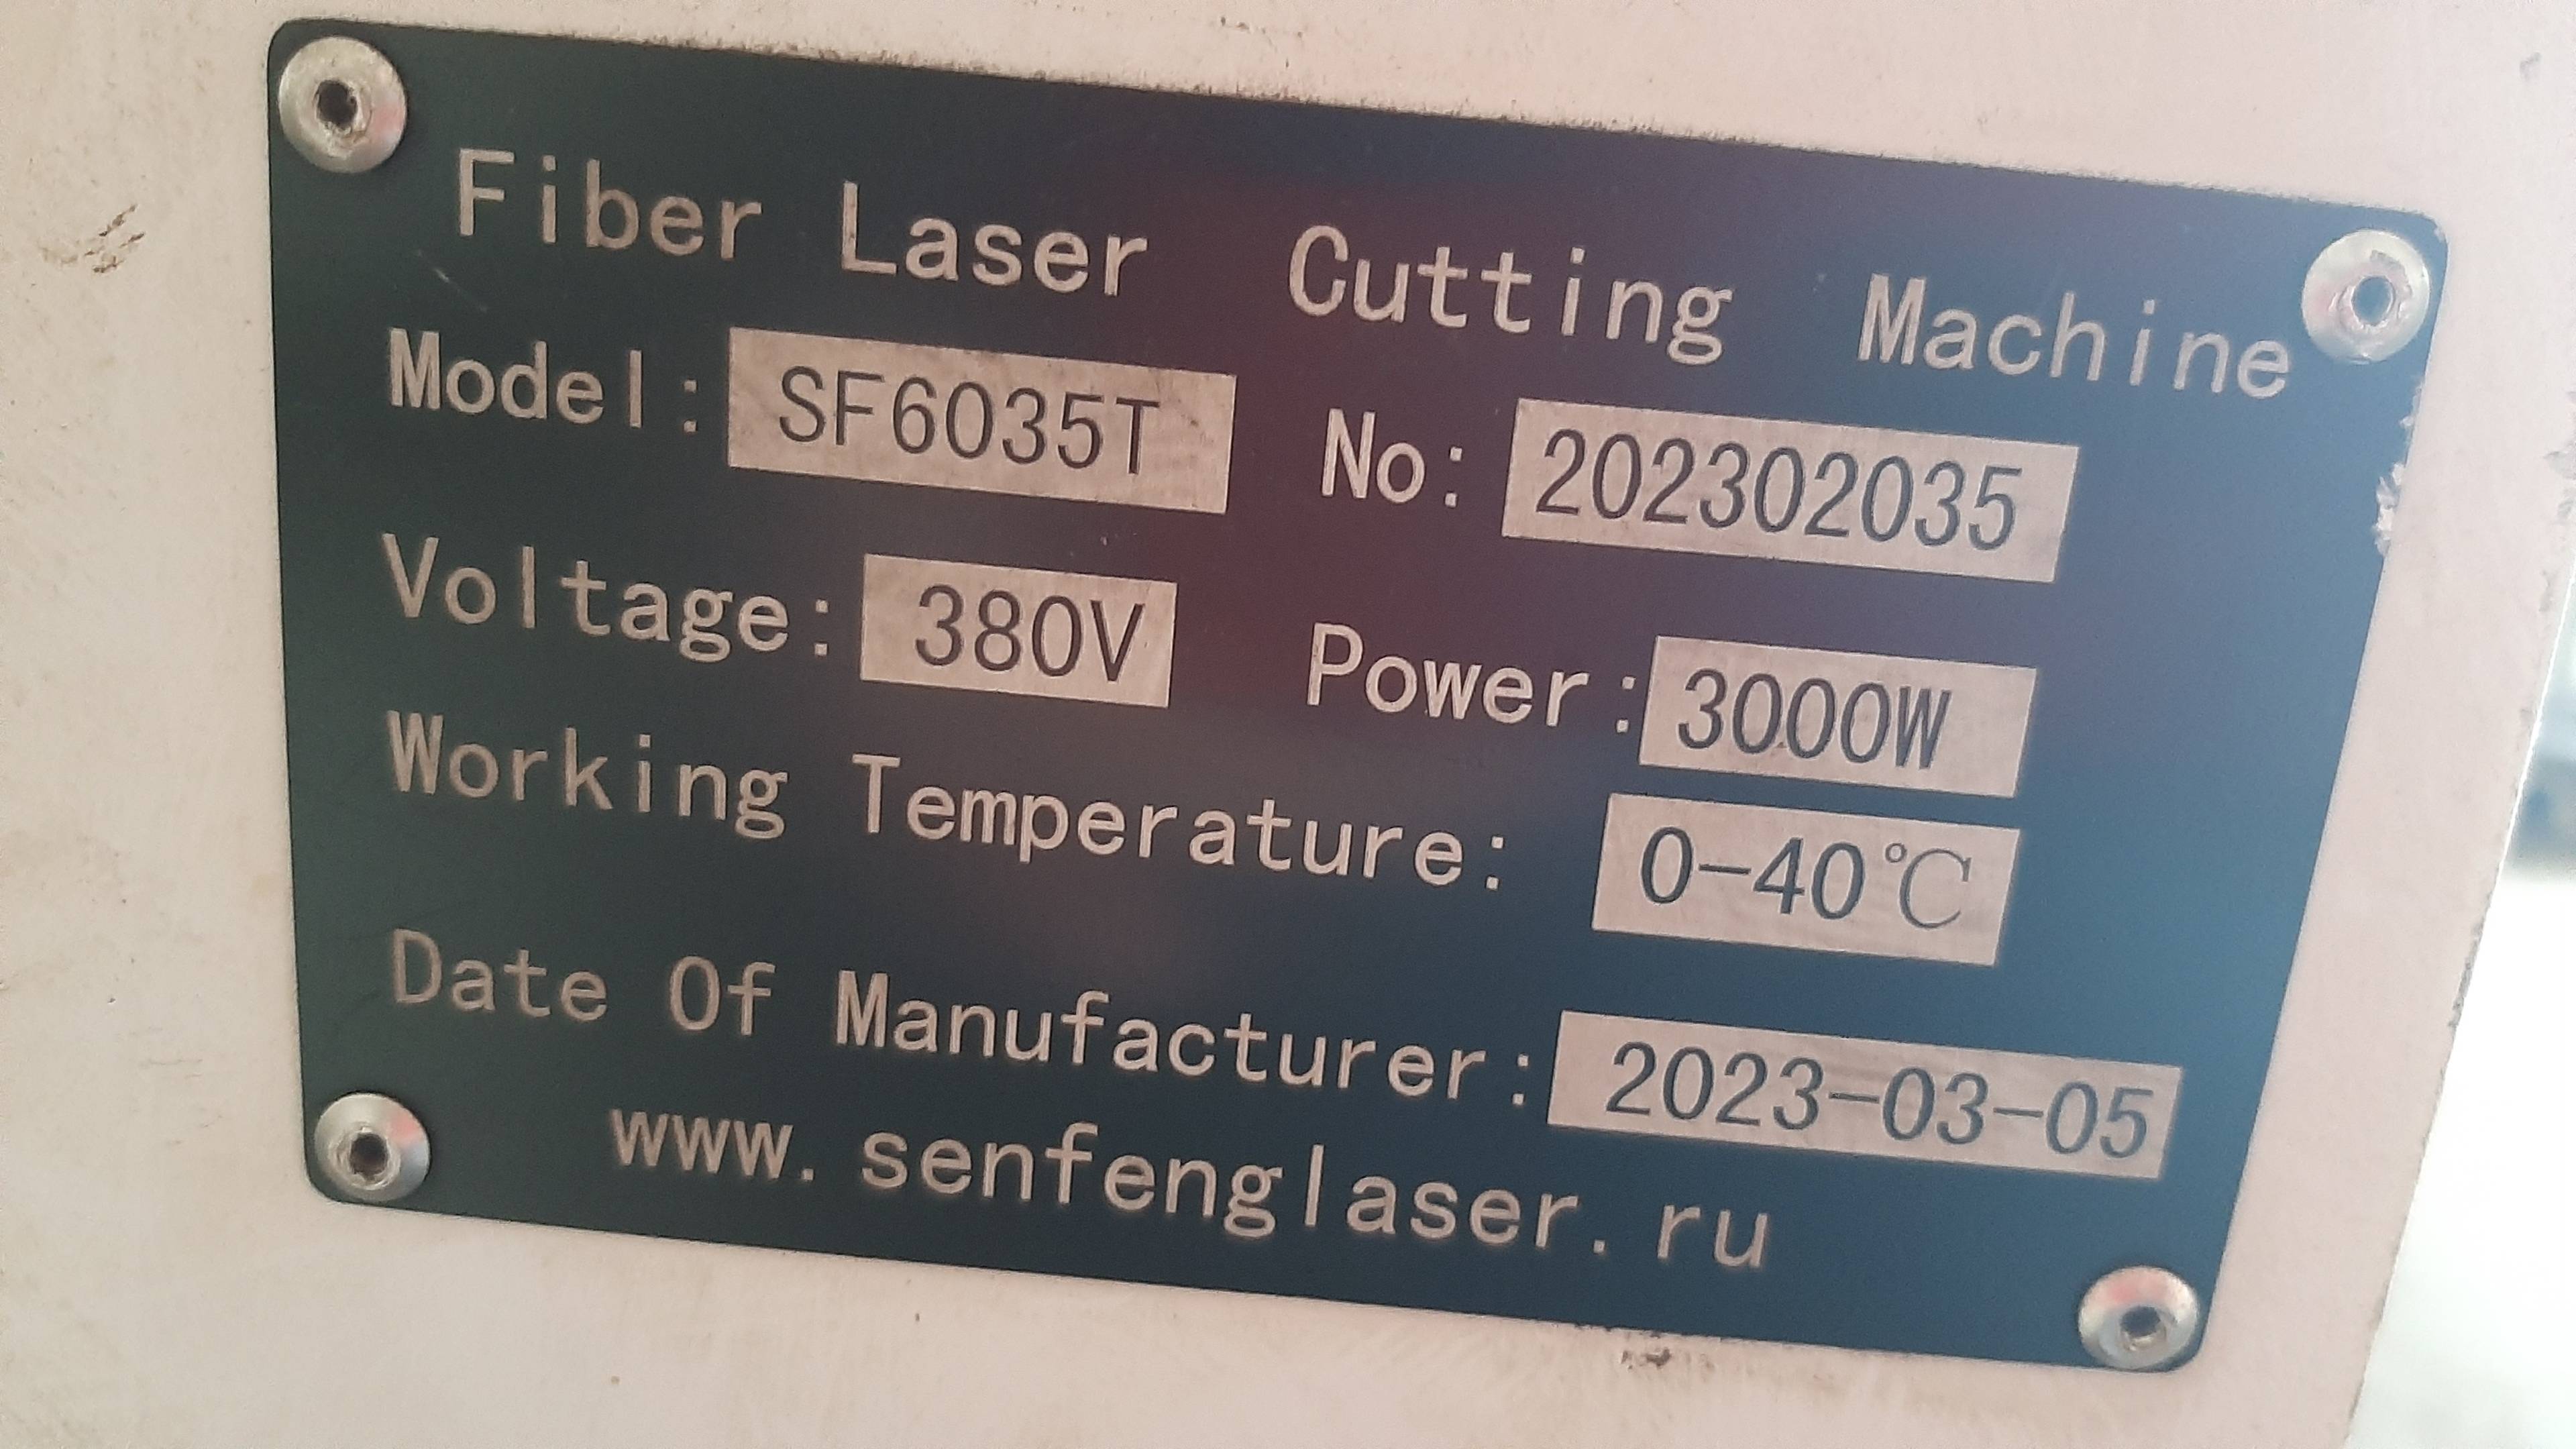 Fiber Laser Cutting Machine
Model: SF6035T No: 202302035
Voltage: 380V Power: 3000W
Working Temperature: 0-40℃
Date Of Manufacturer: 2023-03-05
www.senfenglaser.ru